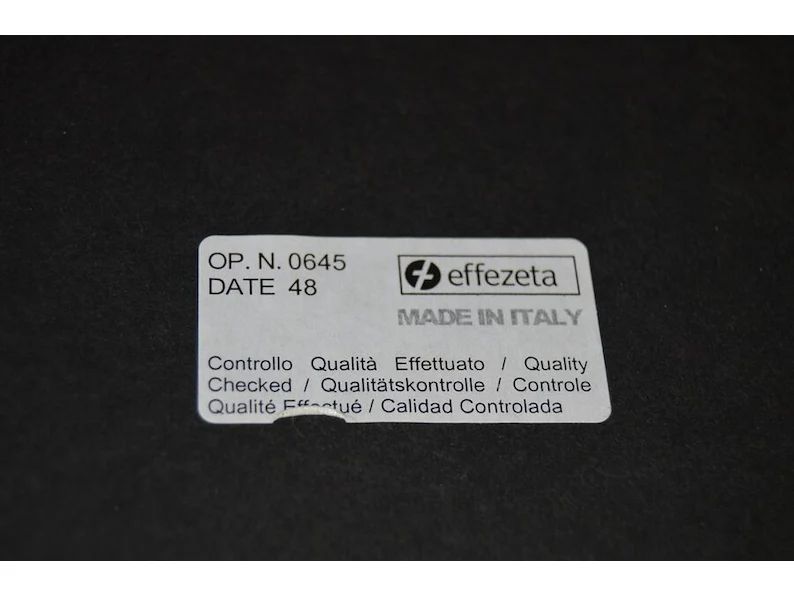 OP. N. 0645
DATE 48
effezeta
MADE IN ITALY
Controllo Qualità Effettuato / Quality
Checked / Qualitätskontrolle / Controle
Qualité Effectué / Calidad Controlada